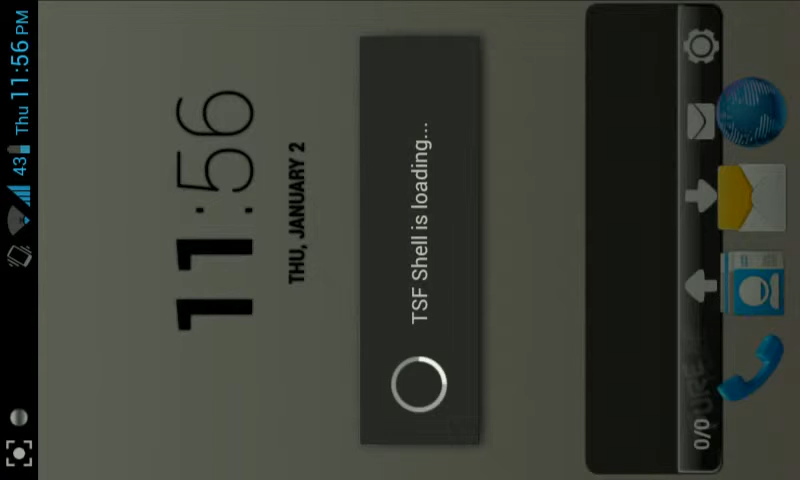 Thu 11:56 PM
43
11:56
THU, JANUARY 2
TSF Shell is loading...
0/0